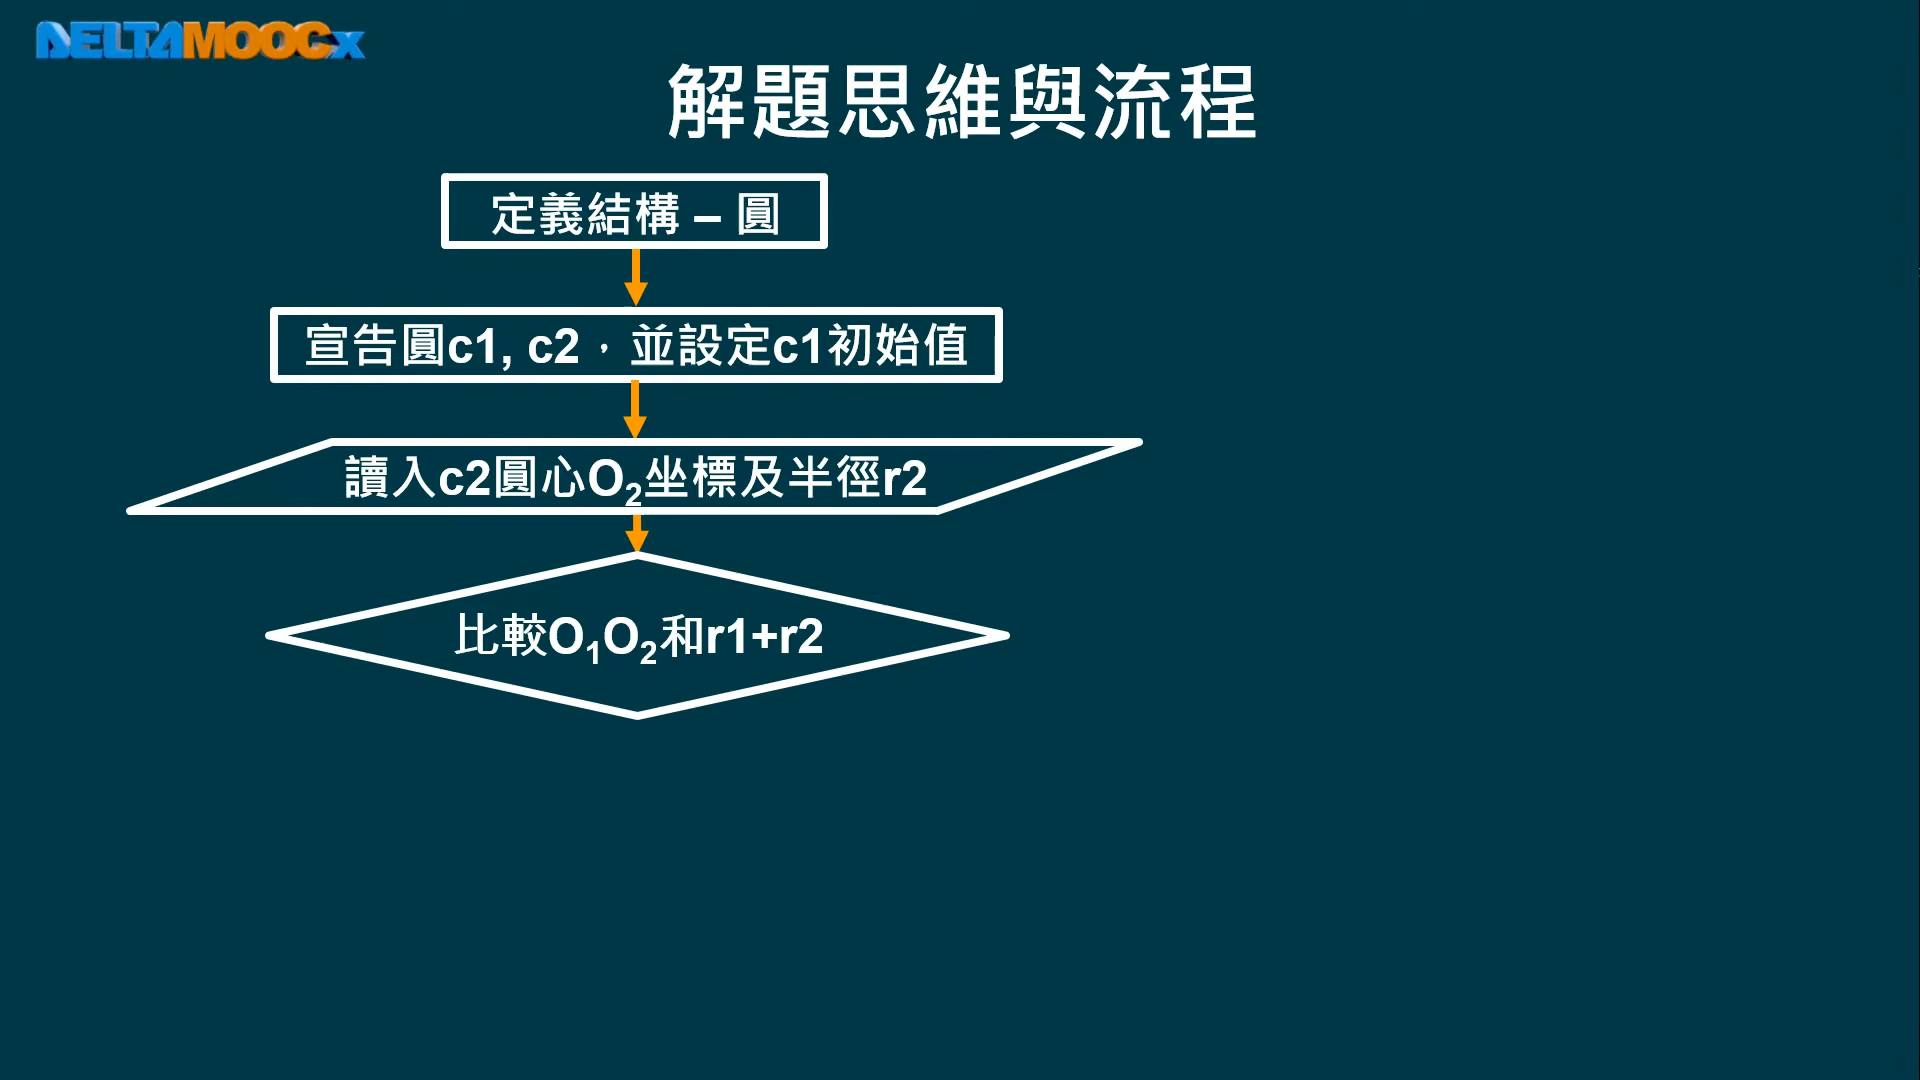 DELTAMOOCx
解題思維與流程
定義結構 – 圓
宣告圓c1, c2，並設定c1初始值
讀入c2圓心O₂坐標及半徑r2
比較O₁O₂和r1+r2